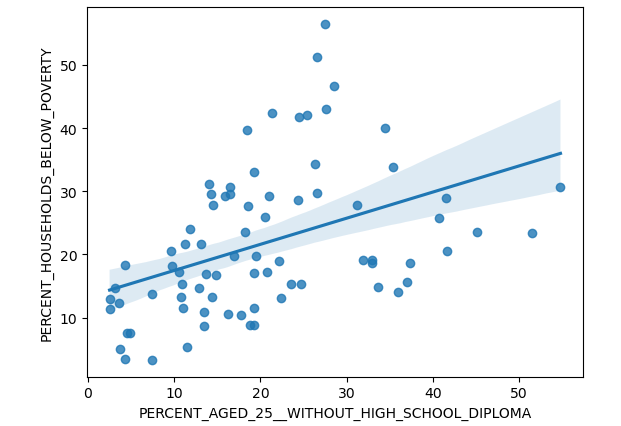 PERCENT_HOUSEHOLDS_BELOW_POVERTY
50
40
30
20
10
0 10 20 30 40 50
PERCENT_AGED_25__WITHOUT_HIGH_SCHOOL_DIPLOMA